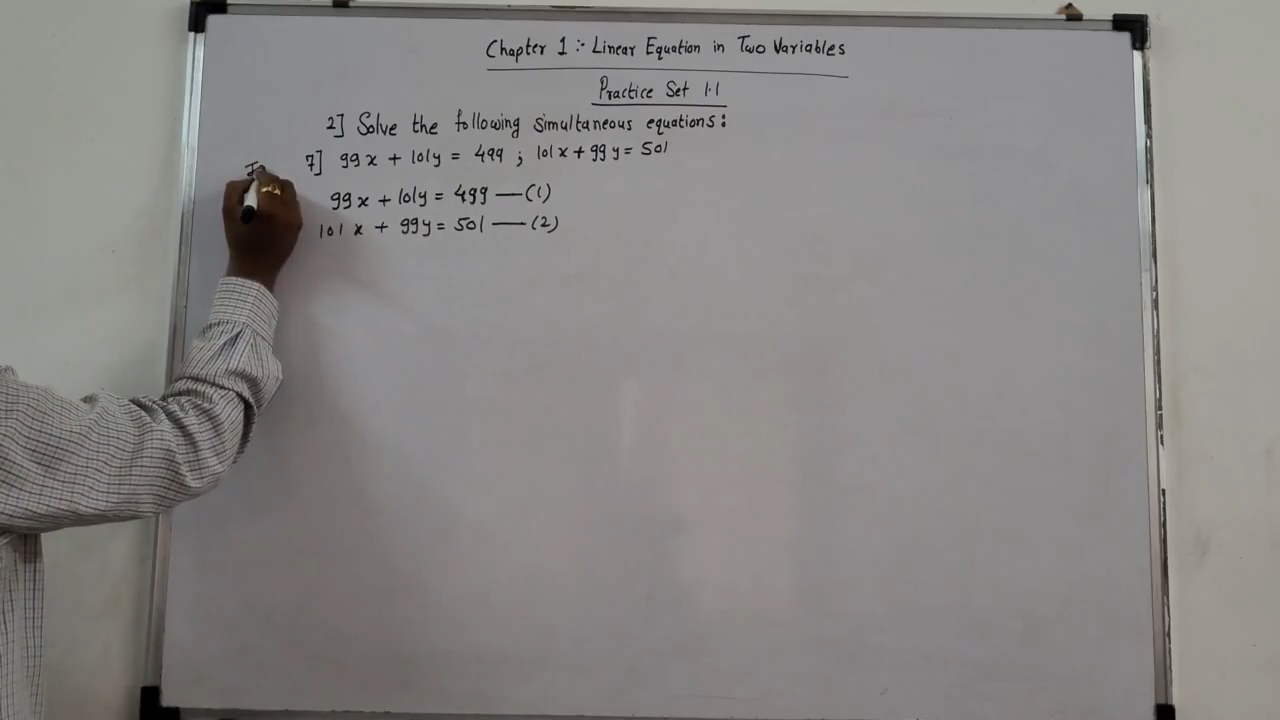 Chapter 1:- Linear Equation in Two Variables
Practice Set 1.1
2] Solve the following simultaneous equations:
7] 99x + 101y = 499 ; 101x + 99y = 501
99x + 101y = 499 —(1)
101x + 99y = 501 —(2)